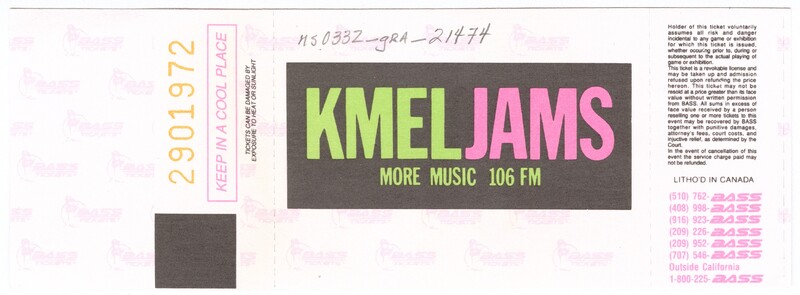 MS0332_gRA_21474
2901972
KEEP IN A COOL PLACE
TICKETS CAN BE DAMAGED BY
EXPOSURE TO HEAT OR SUNLIGHT
KMELJAMS
MORE MUSIC 106 FM
Holder of this ticket voluntarily
assumes all risk and danger
incidental to any game or exhibition
for which this ticket is issued,
whether occuring prior to, during or
subsequent to the actual playing of
game or exhibition.
This ticket is a revokable license and
may be taken up and admission
refused upon refunding the price
hereon. This ticket may not be
resold at a price greater than its face
value without written permission
from BASS. All sums in excess of
face value received by a person
reselling one or more tickets to this
event may be recovered by BASS
together with punitive damages,
attorney's fees, court costs, and
injuctive relief, as determined by the
Court.
In the event of cancellation of this
event the service charge paid may
not be refunded.
LITHO'D IN CANADA
(510) 762-BASS
(408) 998-BASS
(916) 923-BASS
(209) 226-BASS
(209) 952-BASS
(707) 546-BASS
Outside California
1-800-225-BASS